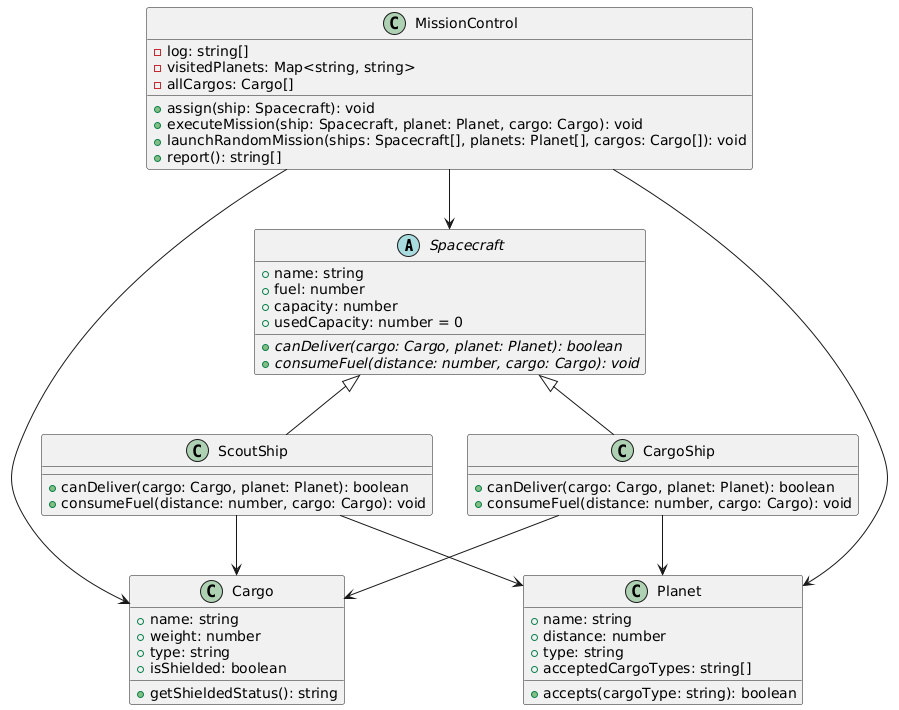 C MissionControl
log: string[]
visitedPlanets: Map<string, string>
allCargos: Cargo[]
assign(ship: Spacecraft): void
executeMission(ship: Spacecraft, planet: Planet, cargo: Cargo): void
launchRandomMission(ships: Spacecraft[], planets: Planet[], cargos: Cargo[]): void
report(): string[]
A Spacecraft
name: string
fuel: number
capacity: number
usedCapacity: number = 0
canDeliver(cargo: Cargo, planet: Planet): boolean
consumeFuel(distance: number, cargo: Cargo): void
C ScoutShip
canDeliver(cargo: Cargo, planet: Planet): boolean
consumeFuel(distance: number, cargo: Cargo): void
C CargoShip
canDeliver(cargo: Cargo, planet: Planet): boolean
consumeFuel(distance: number, cargo: Cargo): void
C Cargo
name: string
weight: number
type: string
isShielded: boolean
getShieldedStatus(): string
C Planet
name: string
distance: number
type: string
acceptedCargoTypes: string[]
accepts(cargoType: string): boolean